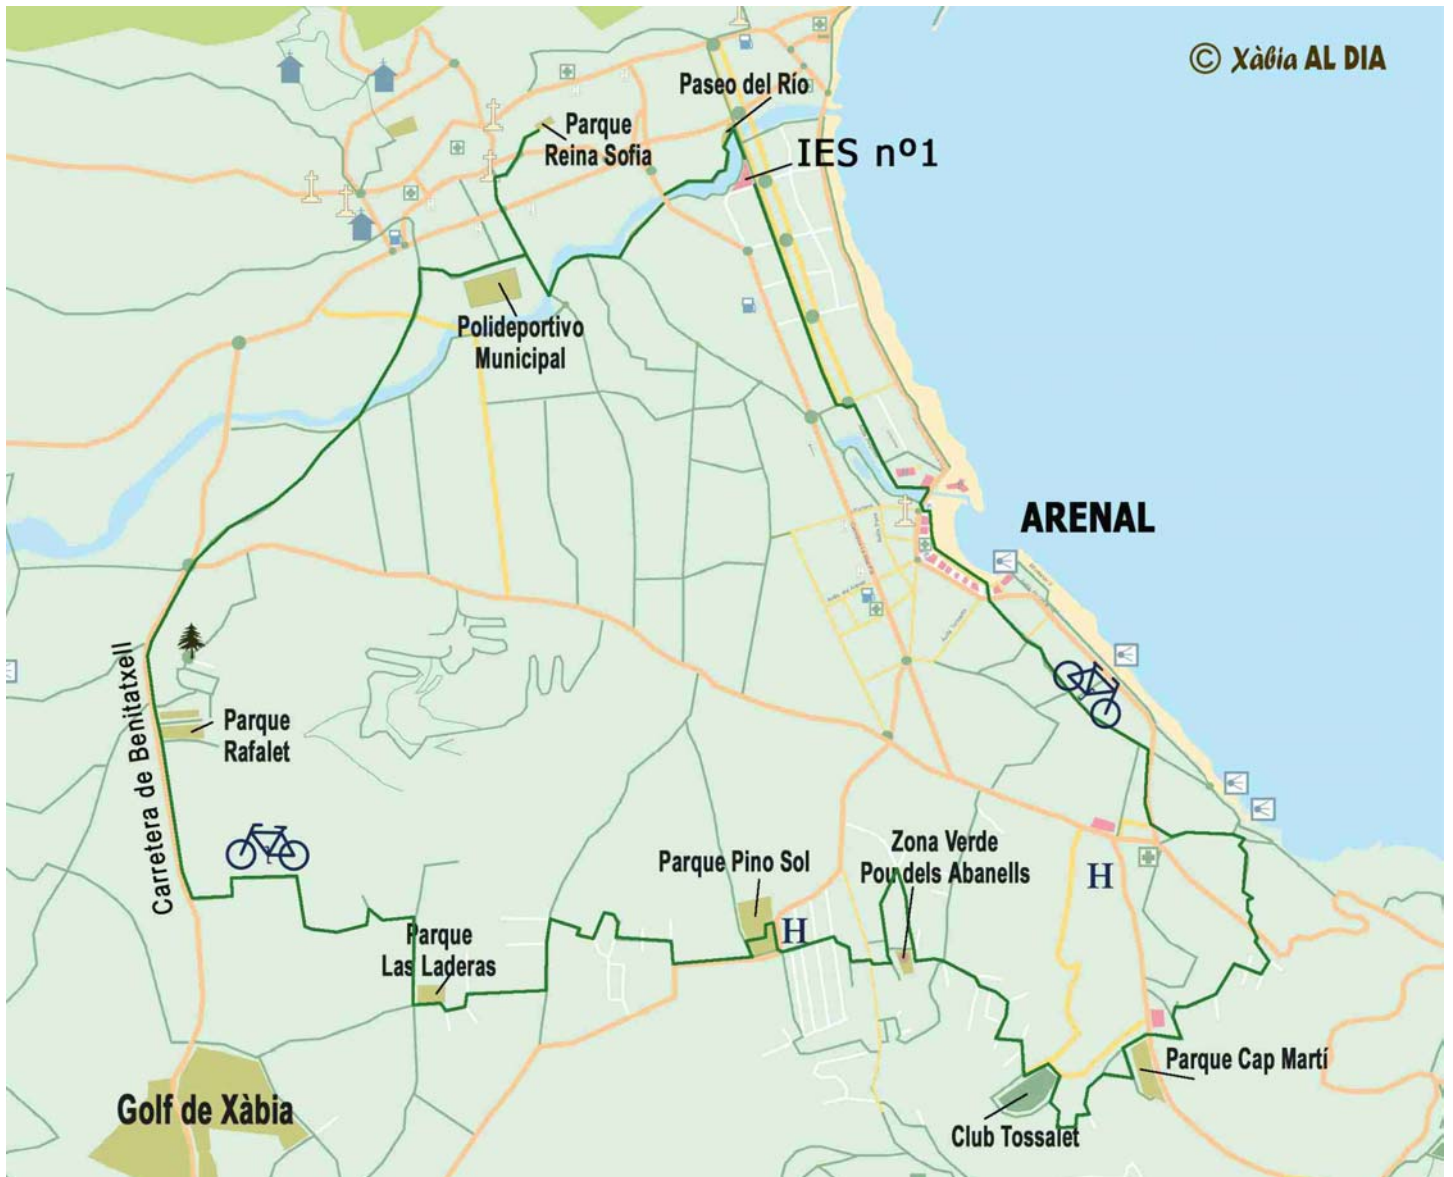 © Xàbia AL DIA
Paseo del Río
Parque
Reina Sofia
IES nº1
Polideportivo
Municipal
ARENAL
Carretera de Benitatxell
Parque
Rafalet
Zona Verde
Pou dels Abanells
Parque Pino Sol
H
H
Parque
Las Laderas
Parque Cap Martí
Golf de Xàbia
Club Tossalet